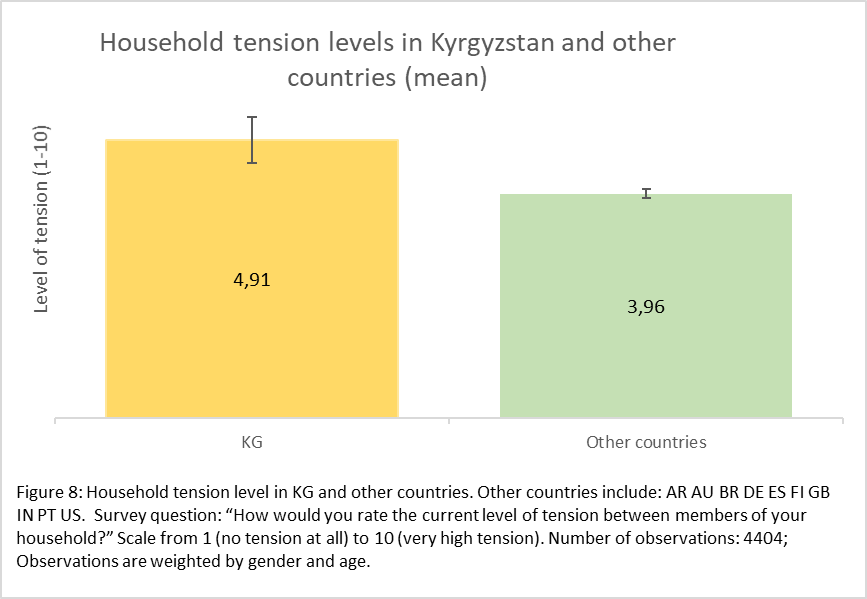 Household tension levels in Kyrgyzstan and other
countries (mean)
Level of tension (1-10)
4,91
3,96
KG
Other countries
Figure 8: Household tension level in KG and other countries. Other countries include: AR AU BR DE ES FI GB
IN PT US.  Survey question: “How would you rate the current level of tension between members of your
household?” Scale from 1 (no tension at all) to 10 (very high tension). Number of observations: 4404;
Observations are weighted by gender and age.